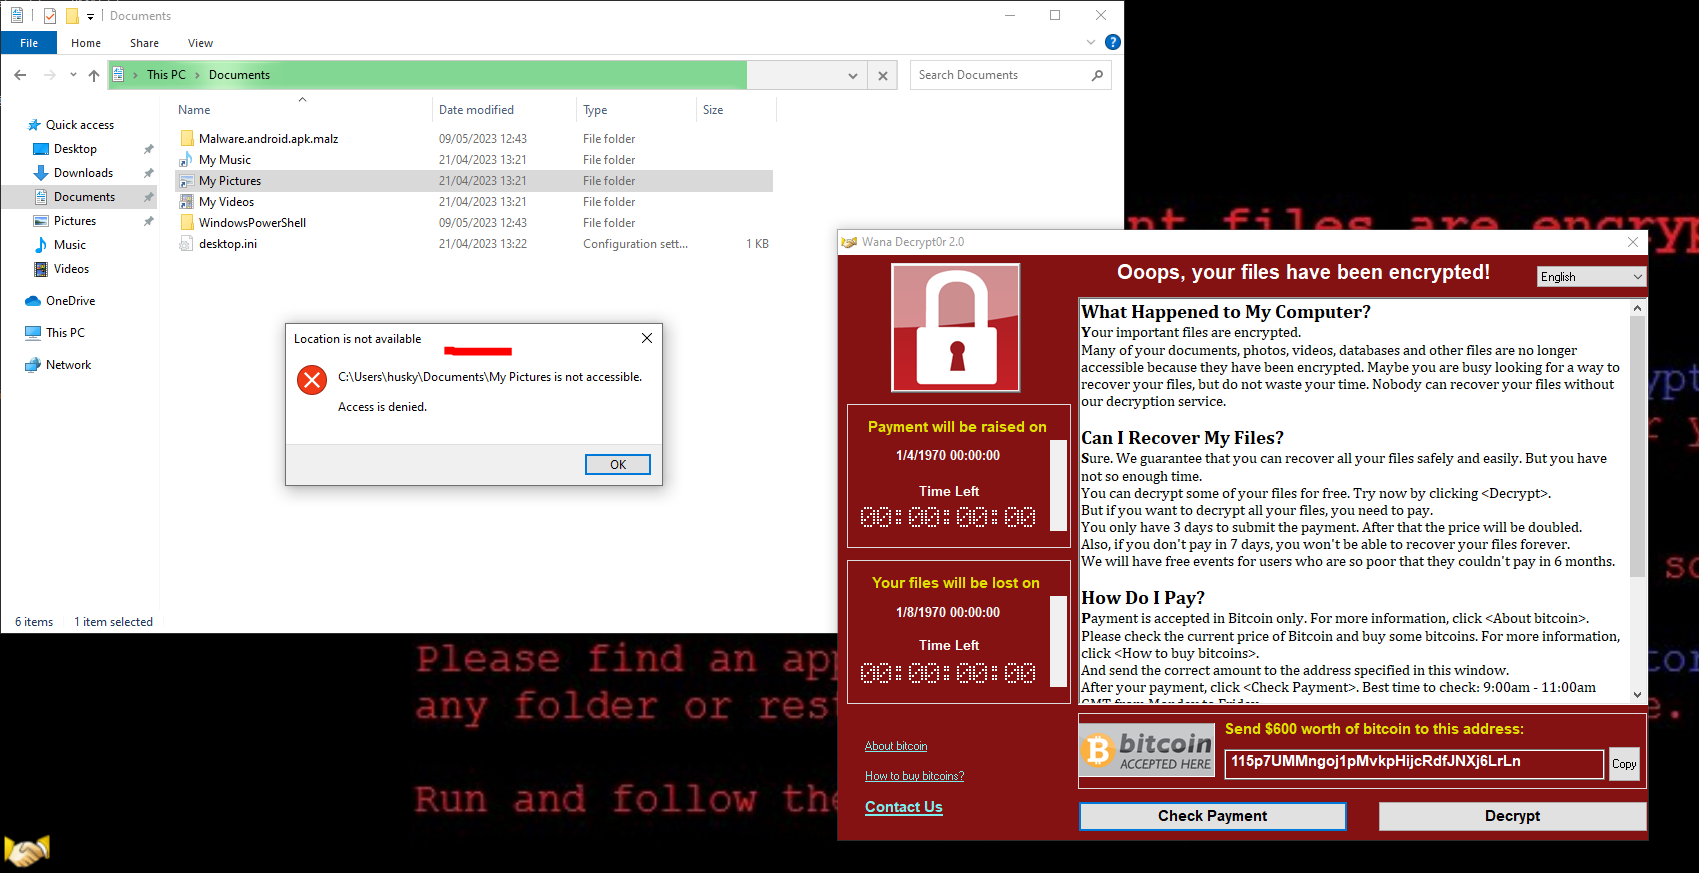 Documents
File Home Share View
This PC > Documents
Search Documents
Name Date modified Type Size
Quick access
Desktop
Downloads
Documents
Pictures
Music
Videos
OneDrive
This PC
Network
Malware.android.apk.malz 09/05/2023 12:43 File folder
My Music 21/04/2023 13:21 File folder
My Pictures 21/04/2023 13:21 File folder
My Videos 21/04/2023 13:21 File folder
WindowsPowerShell 09/05/2023 12:43 File folder
desktop.ini 21/04/2023 13:22 Configuration sett... 1 KB
Location is not available
C:\Users\husky\Documents\My Pictures is not accessible.
Access is denied.
OK
6 items 1 item selected
nt files are encryp
Please find an app
any folder or rest
Run and follow the
Wana Decrypt0r 2.0
Ooops, your files have been encrypted!
English
Payment will be raised on
1/4/1970 00:00:00
Time Left
00:00:00:00
Your files will be lost on
1/8/1970 00:00:00
Time Left
00:00:00:00
About bitcoin
How to buy bitcoins?
Contact Us
What Happened to My Computer?
Your important files are encrypted.
Many of your documents, photos, videos, databases and other files are no longer
accessible because they have been encrypted. Maybe you are busy looking for a way to
recover your files, but do not waste your time. Nobody can recover your files without
our decryption service.
Can I Recover My Files?
Sure. We guarantee that you can recover all your files safely and easily. But you have
not so enough time.
You can decrypt some of your files for free. Try now by clicking <Decrypt>.
But if you want to decrypt all your files, you need to pay.
You only have 3 days to submit the payment. After that the price will be doubled.
Also, if you don't pay in 7 days, you won't be able to recover your files forever.
We will have free events for users who are so poor that they couldn't pay in 6 months.
How Do I Pay?
Payment is accepted in Bitcoin only. For more information, click <About bitcoin>.
Please check the current price of Bitcoin and buy some bitcoins. For more information,
click <How to buy bitcoins>.
And send the correct amount to the address specified in this window.
After your payment, click <Check Payment>. Best time to check: 9:00am - 11:00am
GMT from Monday to Friday
bitcoin
ACCEPTED HERE
Send $600 worth of bitcoin to this address:
115p7UMMngoj1pMvkpHijcRdfJNXj6LrLn
Copy
Check Payment
Decrypt